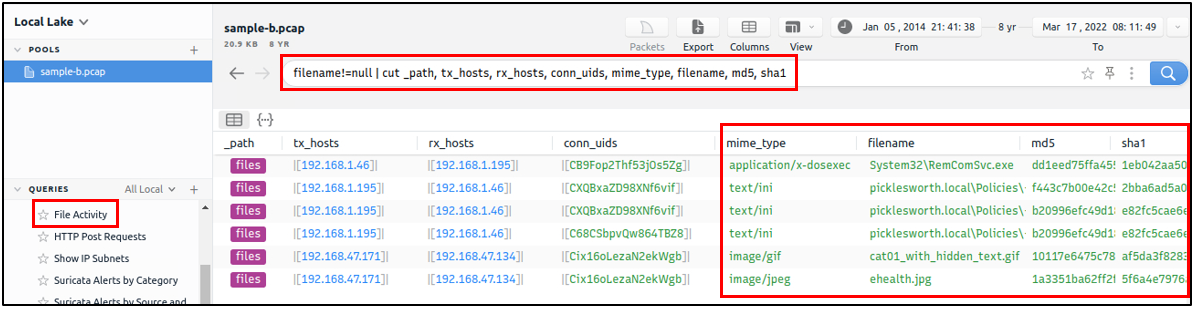 Local Lake
POOLS +
sample-b.pcap
QUERIES All Local +
File Activity
HTTP Post Requests
Show IP Subnets
Suricata Alerts by Category
Suricata Alerts by Source and
sample-b.pcap
20.9 KB 8 YR
Packets Export Columns View
Jan 05 , 2014 21:41:38 8 yr Mar 17, 2022 08:11:49
From To
filename!=null | cut _path, tx_hosts, rx_hosts, conn_uids, mime_type, filename, md5, sha1
_path tx_hosts rx_hosts conn_uids mime_type filename md5 sha1
files |[192.168.1.46]| |[192.168.1.195]| |[CB9Fop2Thf53jOs5Zg]| application/x-dosexec System32\RemComSvc.exe dd1eed75ffa455 1eb042aa50
files |[192.168.1.195]| |[192.168.1.46]| |[CXQBxaZD98XNf6vif]| text/ini picklesworth.local\Policies\ f443c7b00e42c5 2bba6ad5a0
files |[192.168.1.195]| |[192.168.1.46]| |[CXQBxaZD98XNf6vif]| text/ini picklesworth.local\Policies\ b20996efc49d18 e82fc5cae6e
files |[192.168.1.195]| |[192.168.1.46]| |[C68CSbpvQw864TBZ8]| text/ini picklesworth.local\Policies\ b20996efc49d18 e82fc5cae6e
files |[192.168.47.171]| |[192.168.47.134]| |[Cix16oLezaN2ekWgb]| image/gif cat01_with_hidden_text.gif 10117e6475c78 af5da3f8283
files |[192.168.47.171]| |[192.168.47.134]| |[Cix16oLezaN2ekWgb]| image/jpeg ehealth.jpg 1a3351ba62ff2f 5f6a4e7976